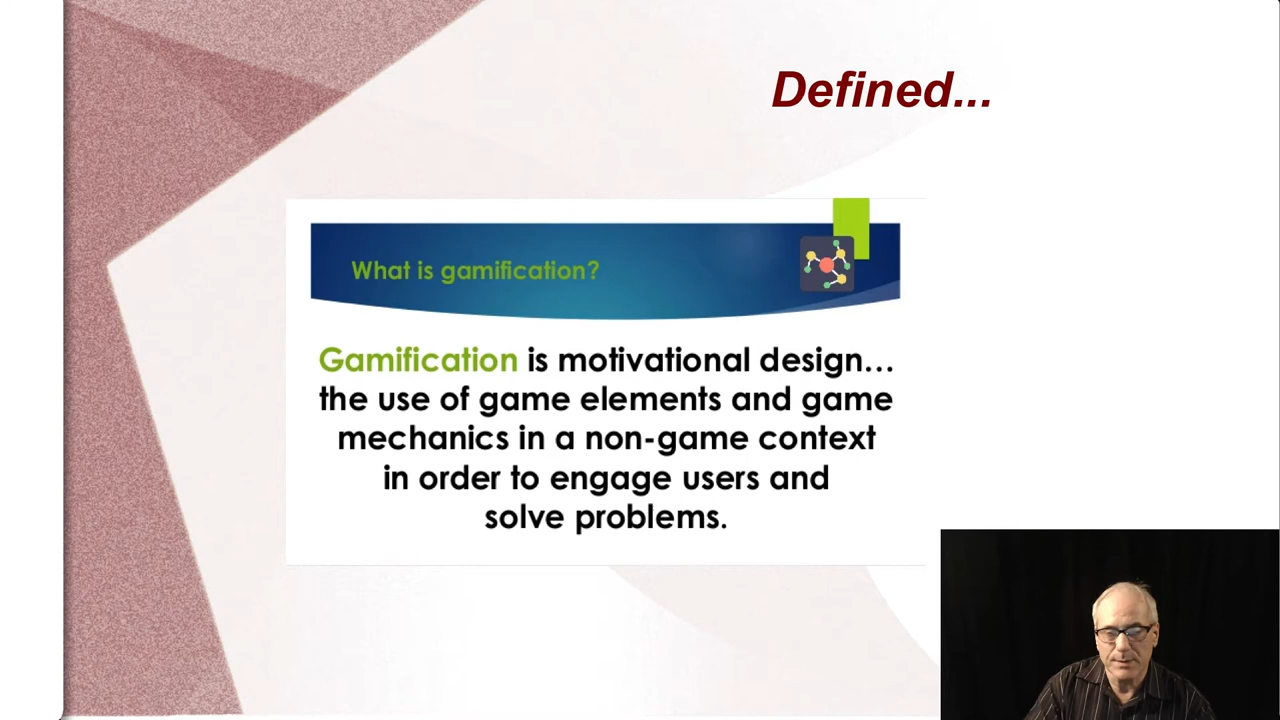 Defined...
What is gamification?
Gamification is motivational design...
the use of game elements and game
mechanics in a non-game context
in order to engage users and
solve problems.